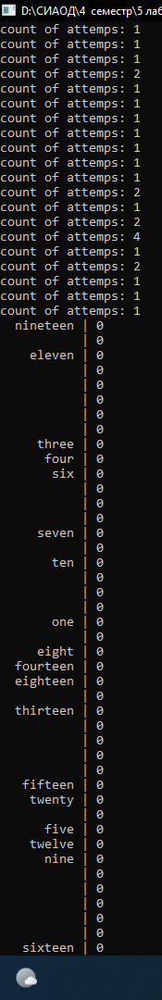 D:\СИАОД\4 семестр\5 лаб
count of attemps: 1
count of attemps: 1
count of attemps: 1
count of attemps: 2
count of attemps: 1
count of attemps: 1
count of attemps: 1
count of attemps: 1
count of attemps: 1
count of attemps: 1
count of attemps: 1
count of attemps: 2
count of attemps: 1
count of attemps: 2
count of attemps: 4
count of attemps: 1
count of attemps: 2
count of attemps: 1
count of attemps: 1
count of attemps: 1
nineteen | 0
| 0
eleven | 0
| 0
| 0
| 0
| 0
| 0
three | 0
four | 0
six | 0
| 0
| 0
| 0
seven | 0
| 0
ten | 0
| 0
| 0
| 0
one | 0
| 0
eight | 0
fourteen | 0
eighteen | 0
| 0
thirteen | 0
| 0
| 0
| 0
| 0
fifteen | 0
twenty | 0
| 0
five | 0
twelve | 0
nine | 0
| 0
| 0
| 0
| 0
| 0
sixteen | 0